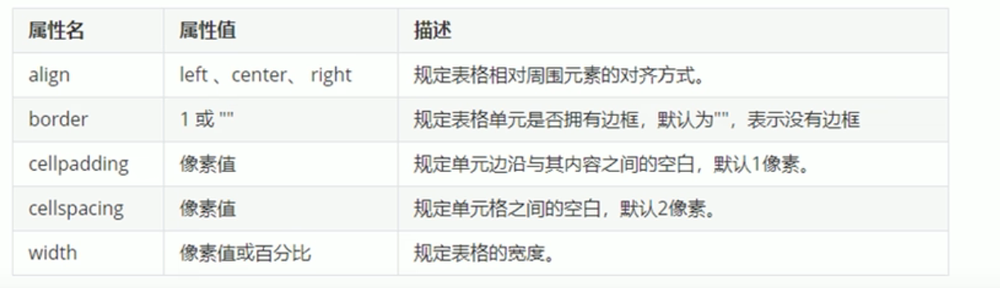 属性名 属性值 描述
align left 、center、 right 规定表格相对周围元素的对齐方式。
border 1 或 "" 规定表格单元是否拥有边框，默认为""，表示没有边框
cellpadding 像素值 规定单元边沿与其内容之间的空白，默认1像素。
cellspacing 像素值 规定单元格之间的空白，默认2像素。
width 像素值或百分比 规定表格的宽度。